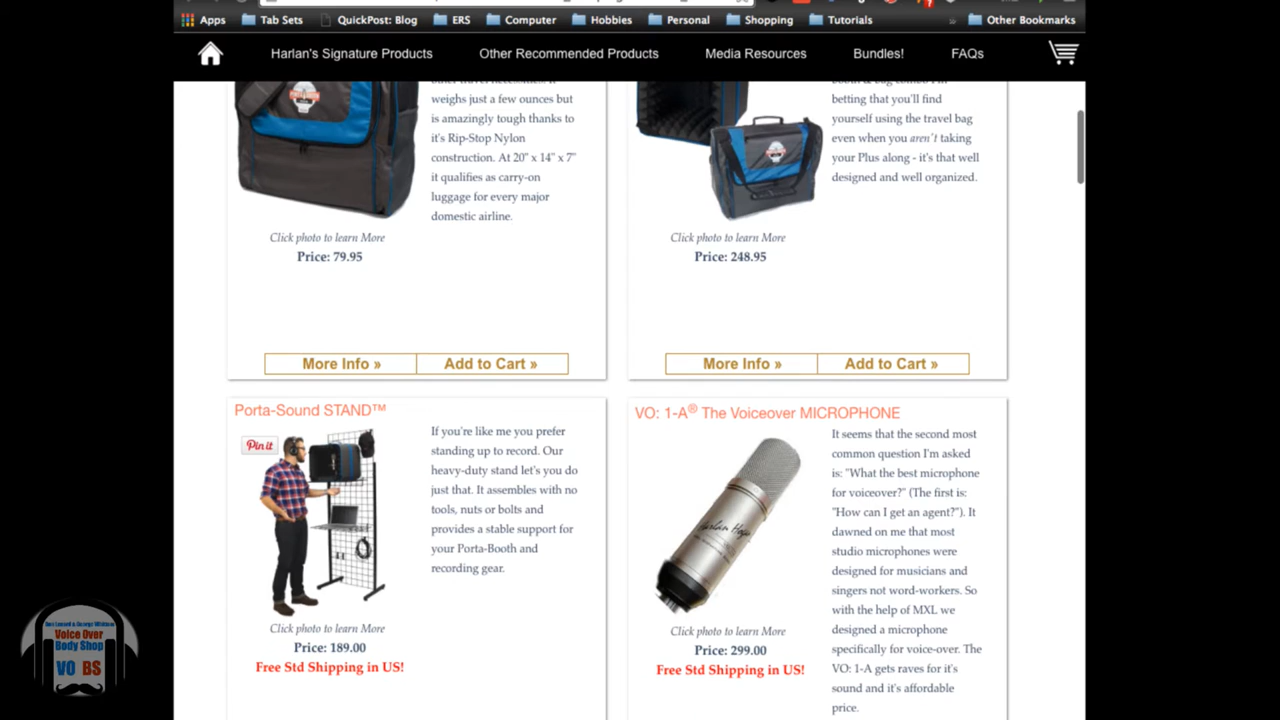 Apps Tab Sets QuickPost: Blog ERS Computer Hobbies Personal Shopping Tutorials » Other Bookmarks
Harlan's Signature Products Other Recommended Products Media Resources Bundles! FAQs
weighs just a few ounces but
is amazingly tough thanks to
it's Rip-Stop Nylon
construction. At 20" x 14" x 7"
it qualifies as carry-on
luggage for every major
domestic airline.
Click photo to learn More
Price: 79.95
More Info » Add to Cart »
betting that you'll find
yourself using the travel bag
even when you aren't taking
your Plus along - it's that well
designed and well organized.
Click photo to learn More
Price: 248.95
More Info » Add to Cart »
Porta-Sound STAND™
Pin it
If you're like me you prefer
standing up to record. Our
heavy-duty stand let's you do
just that. It assembles with no
tools, nuts or bolts and
provides a stable support for
your Porta-Booth and
recording gear.
Click photo to learn More
Price: 189.00
Free Std Shipping in US!
VO: 1-A® The Voiceover MICROPHONE
Harlan Hogan
It seems that the second most
common question I'm asked
is: "What the best microphone
for voiceover?" (The first is:
"How can I get an agent?"). It
dawned on me that most
studio microphones were
designed for musicians and
singers not word-workers. So
with the help of MXL we
designed a microphone
specifically for voice-over. The
VO: 1-A gets raves for it's
sound and it's affordable
price.
Click photo to learn More
Price: 299.00
Free Std Shipping in US!
Voice Over
Body Shop
VO BS